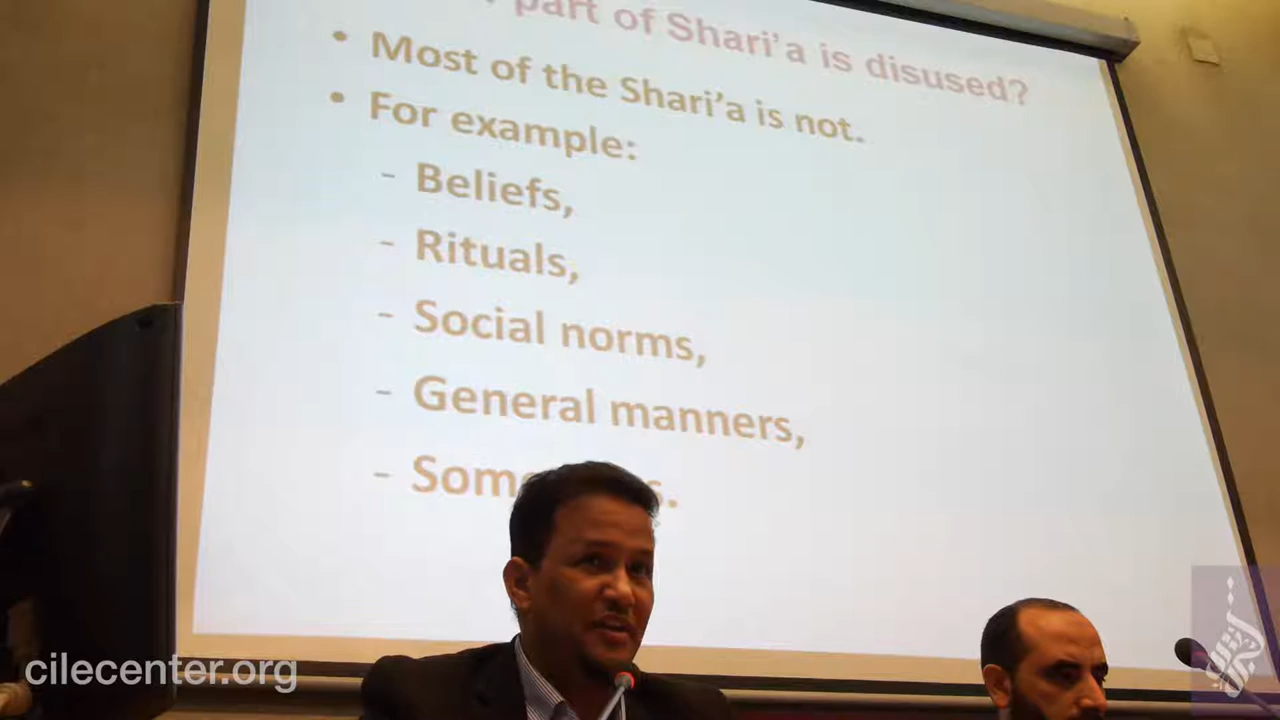 part of Shari'a is disused?
• Most of the Shari'a is not.
• For example:
- Beliefs,
- Rituals,
- Social norms,
- General manners,
- Some
cilecenter.org